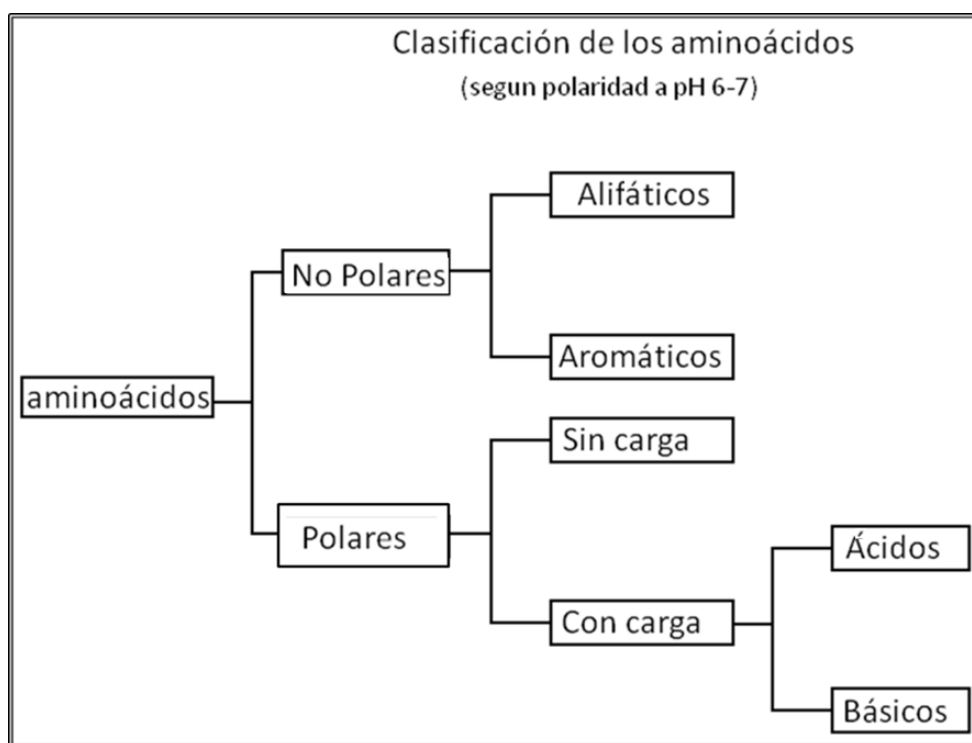 Clasificación de los aminoácidos
(segun polaridad a pH 6-7)
Alifáticos
No Polares
Aromáticos
aminoácidos
Sin carga
Polares
Ácidos
Con carga
Básicos